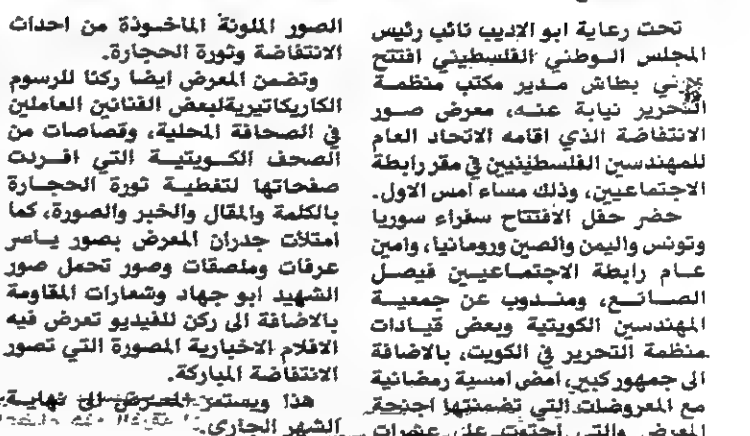 تحت رعاية ابو الاديب نائب رئيس
المجلس الوطني الفلسطيني افتتح
عوني بطاش مدير مكتب منظمة
التحرير نيابة عنه، معرض صور
الانتفاضة الذي اقامه الاتحاد العام
للمهندسين الفلسطينيين في مقر رابطة
الاجتماعيين، وذلك مساء امس الاول.
حضر حفل الافتتاح سفراء سوريا
وتونس واليمن والصين ورومانيا، وامين
عام رابطة الاجتماعيين فيصل
الصانع، ومندوب عن جمعية
المهندسين الكويتية وبعض قيادات
منظمة التحرير في الكويت، بالاضافة
الى جمهور كبير، امضى امسية رمضانية
مع المعروضات التي تضمنتها اجنحة
المعرض والتي احتوت على عشرات
الصور الملونة الماخوذة من احداث
الانتفاضة وثورة الحجارة.
وتضمن المعرض ايضا ركنا للرسوم
الكاريكاتيرية لبعض الفنانين العاملين
في الصحافة المحلية، وقصاصات من
الصحف الكويتية التي افردت
صفحاتها لتغطية ثورة الحجارة
بالكلمة والمقال والخبر والصورة، كما
امتلات جدران المعرض بصور ياسر
عرفات وملصقات وصور تحمل صور
الشهيد ابو جهاد وشعارات المقاومة
بالاضافة الى ركن للفيديو تعرض فيه
الافلام الاخبارية المصورة التي تصور
الانتفاضة المباركة.
هذا ويستمر المعرض الى نهاية
الشهر الجاري.